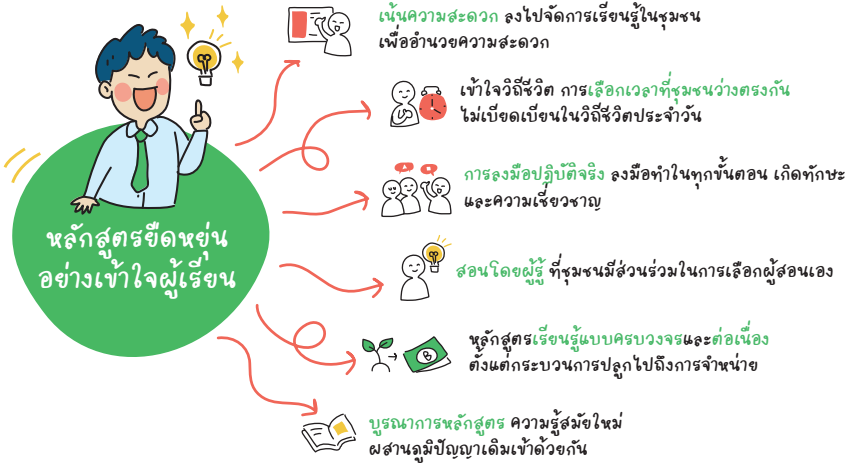 หลักสูตรยืดหยุ่น
อย่างเข้าใจผู้เรียน
เน้นความสะดวก ลงไปจัดการเรียนรู้ในชุมชน
เพื่ออำนวยความสะดวก
เข้าใจวิถีชีวิต การเลือกเวลาที่ชุมชนว่างตรงกัน
ไม่เบียดเบียนในวิถีชีวิตประจำวัน
การลงมือปฏิบัติจริง ลงมือทำในทุกขั้นตอน เกิดทักษะ
และความเชี่ยวชาญ
สอนโดยผู้รู้ ที่ชุมชนมีส่วนร่วมในการเลือกผู้สอนเอง
หลักสูตรเรียนรู้แบบครบวงจรและต่อเนื่อง
ตั้งแต่กระบวนการปลูกไปถึงการจำหน่าย
บูรณาการหลักสูตร ความรู้สมัยใหม่
ผสานภูมิปัญญาเดิมเข้าด้วยกัน